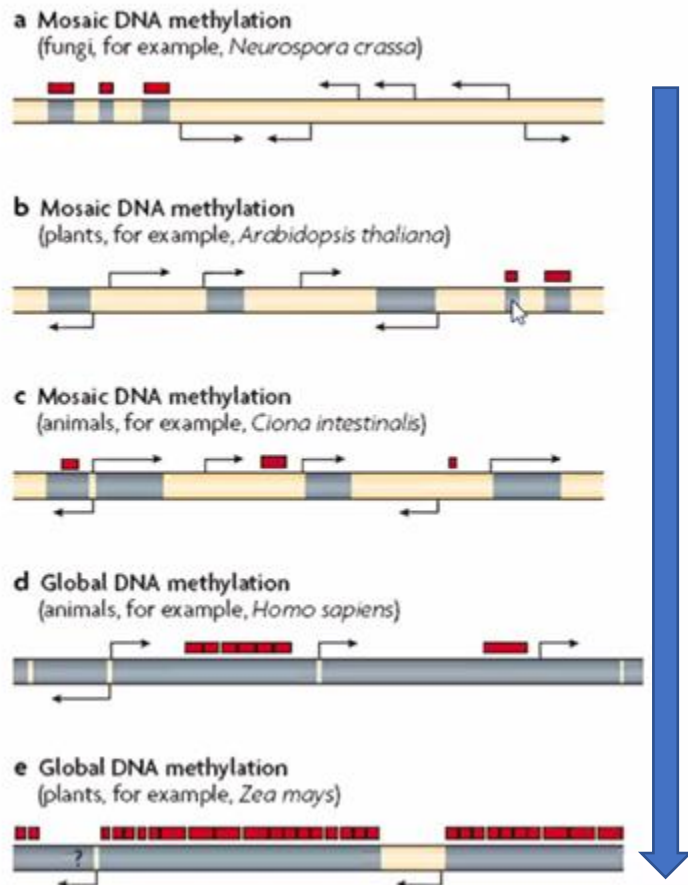 a Mosaic DNA methylation
(fungi, for example, Neurospora crassa)
b Mosaic DNA methylation
(plants, for example, Arabidopsis thaliana)
c Mosaic DNA methylation
(animals, for example, Ciona intestinalis)
d Global DNA methylation
(animals, for example, Homo sapiens)
e Global DNA methylation
(plants, for example, Zea mays)
?